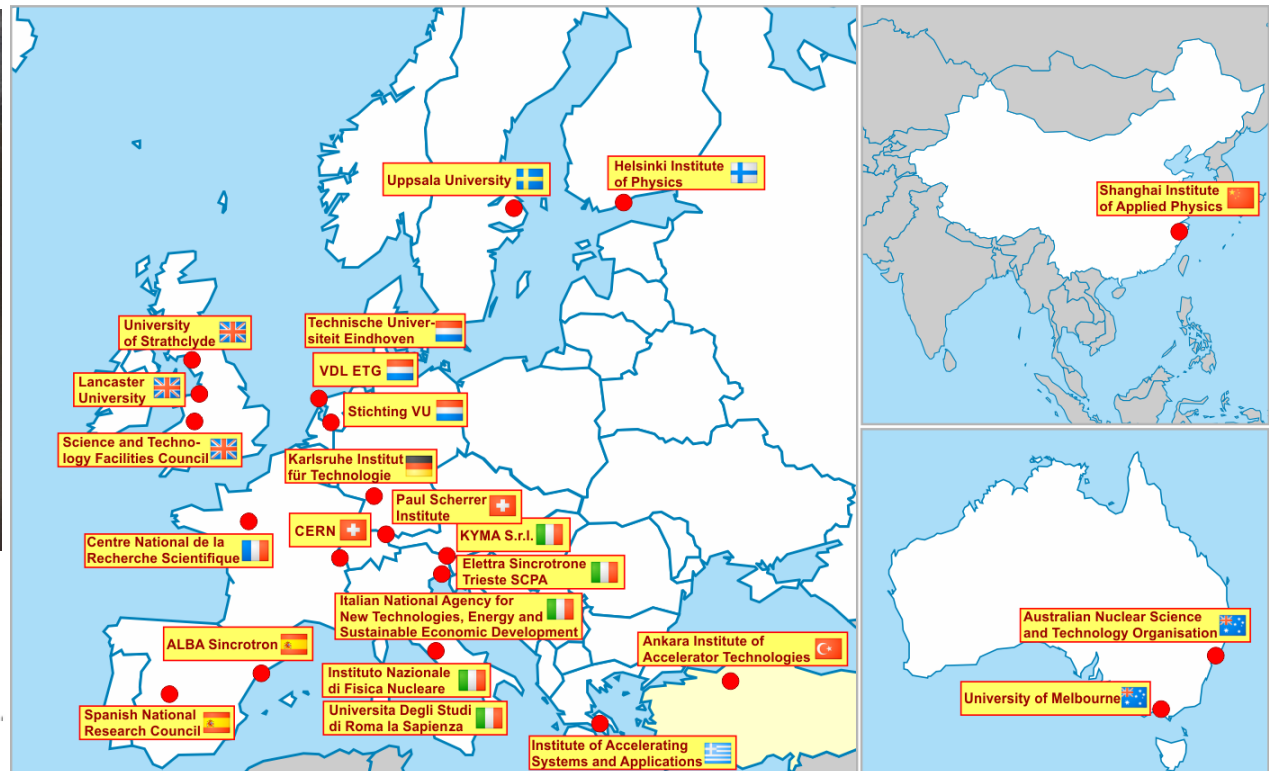 Uppsala University
Helsinki Institute
of Physics
University
of Strathclyde
Lancaster
University
Science and Techno-
logy Facilities Council
Technische Univer-
siteit Eindhoven
VDL ETG
Stichting VU
Karlsruhe Institut
für Technologie
Paul Scherrer
Institute
CERN
KYMA S.r.l.
Centre National de la
Recherche Scientifique
Elettra Sincrotrone
Trieste SCPA
Italian National Agency for
New Technologies, Energy and
Sustainable Economic Development
ALBA Sincrotron
Instituto Nazionale
di Fisica Nucleare
Ankara Institute of
Accelerator Technologies
Spanish National
Research Council
Universita Degli Studi
di Roma la Sapienza
Institute of Accelerating
Systems and Applications
Shanghai Institute
of Applied Physics
Australian Nuclear Science
and Technology Organisation
University of Melbourne